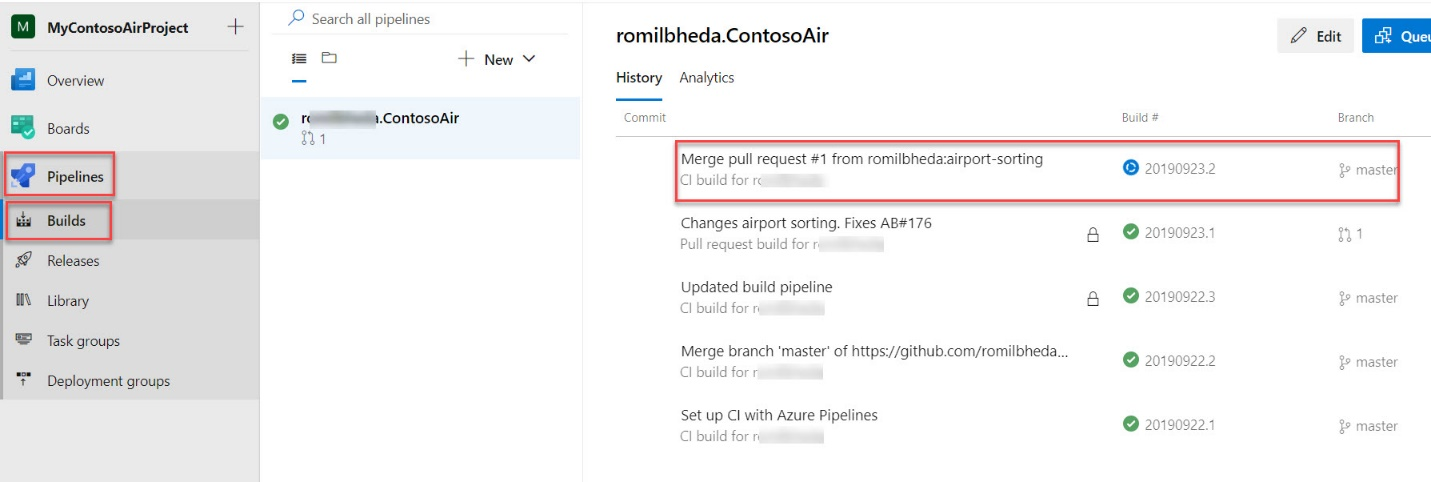 M MyContosoAirProject
Overview
Boards
Pipelines
Builds
Releases
Library
Task groups
Deployment groups
Search all pipelines
New
.ContosoAir
1
romilbheda.ContosoAir
Edit
History Analytics
Commit Build # Branch
Merge pull request #1 from romilbheda:airport-sorting
CI build for
20190923.2 master
Changes airport sorting. Fixes AB#176
Pull request build for
20190923.1 1
Updated build pipeline
CI build for
20190922.3 master
Merge branch 'master' of https://github.com/romilbheda...
CI build for
20190922.2 master
Set up CI with Azure Pipelines
CI build for
20190922.1 master